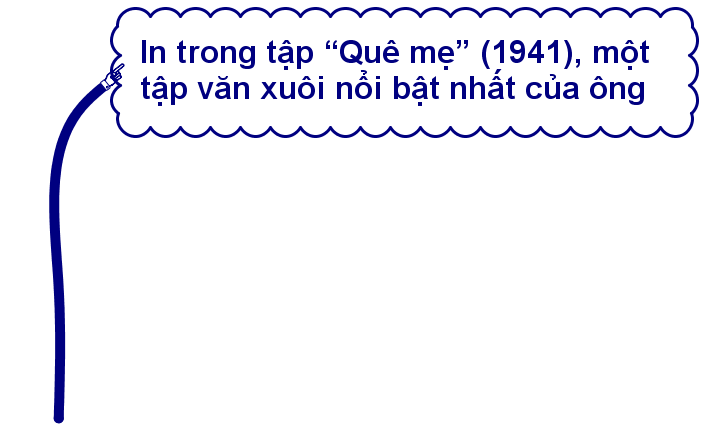 In trong tập “Quê mẹ” (1941), một
tập văn xuôi nổi bật nhất của ông